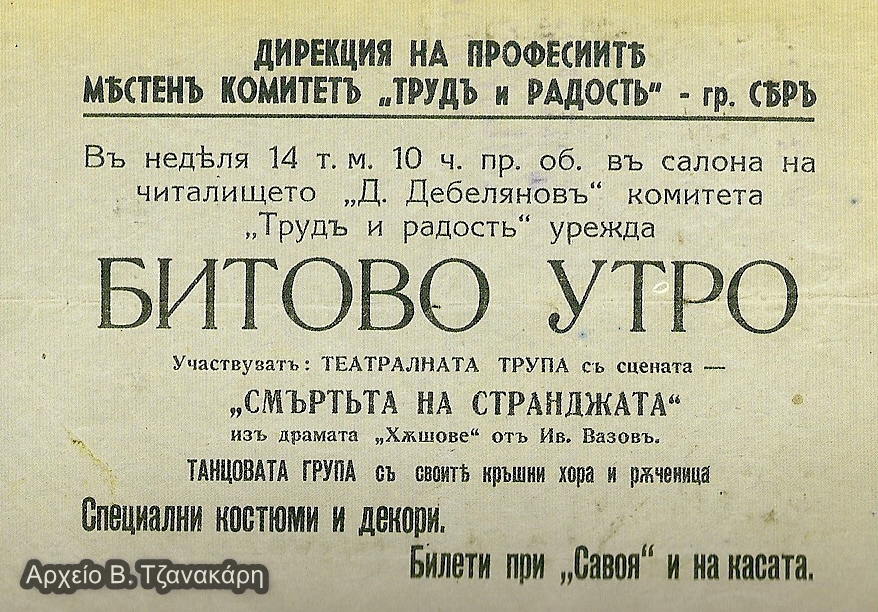 ДИРЕКЦИЯ НА ПРОФЕСИИТѢ
МѢСТЕНЪ КОМИТЕТЪ „ТРУДЪ и РАДОСТЬ“ - гр. СѢРЪ
Въ недѣля 14 т. м. 10 ч. пр. об. въ салона на
читалището „Д. Дебеляновъ“ комитета
„Трудъ и радость“ урежда
БИТОВО УТРО
Участвуватъ: ТЕАТРАЛНАТА ТРУПА съ сцената —
„СМЪРТЬТА НА СТРАНДЖАТА“
изъ драмата „Хѫшове“ отъ Ив. Вазовъ.
ТАНЦОВАТА ГРУПА съ своитѣ кръшни хора и рѫченица
Специални костюми и декори.
Билети при „Савоя“ и на касата.
Αρχείο Β. Τζανακάρη